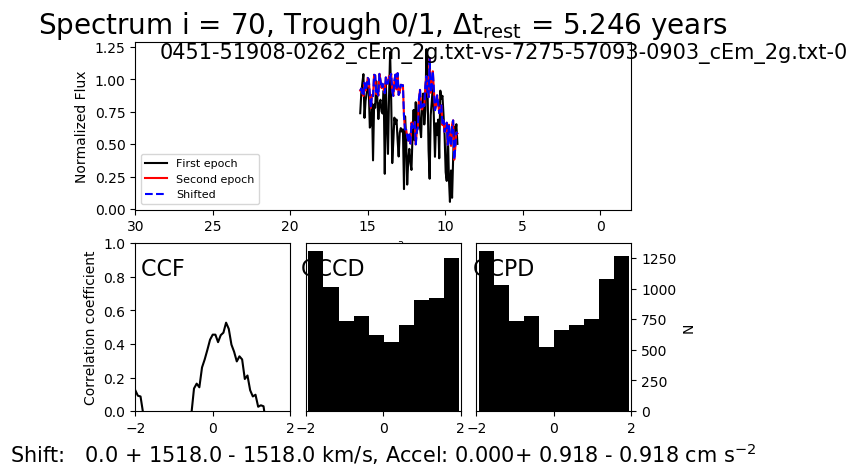 Spectrum i = 70, Trough 0/1, Δt_rest = 5.246 years
0451-51908-0262_cEm_2g.txt-vs-7275-57093-0903_cEm_2g.txt-0
Normalized Flux
1.25
1.00
0.75
0.50
0.25
0.00
First epoch
Second epoch
Shifted
30 25 20 15 10 5 0
Correlation coefficient
1.0
0.8
0.6
0.4
0.2
0.0
CCF
CCCD
CCPD
1250
1000
750
500
250
0
N
−2 0 2
−2 0 2
−2 0 2
Shift: 0.0 + 1518.0 - 1518.0 km/s, Accel: 0.000+ 0.918 - 0.918 cm s⁻²